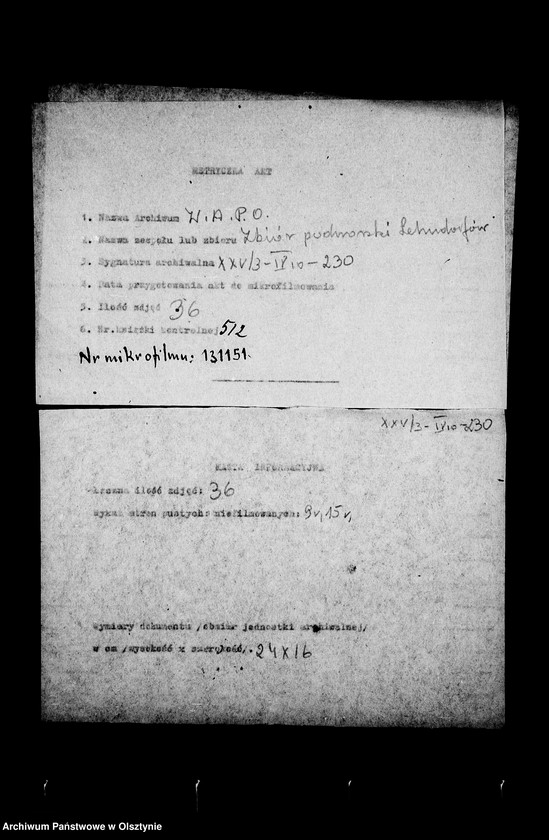 METRYCZKA AKT
1. Nazwa Archiwum W.A.P.O.
2. Nazwa zespołu lub zbioru Zbiór podworski Lehndorfów
3. Sygnatura archiwalna XXV/3-IV10-230
4. Data przygotowania akt do mikrofilmowania
5. Ilość zdjęć 36
6. Nr. książki kontrolnej 512
Nr mikrofilmu: 131151.
XXV/3-IV10-230
KARTA INFORMACYJNA
Łączna ilość zdjęć: 36
Wykaz stron pustych niefilmowanych: 9v, 15v,
Wymiary dokumentu /obszar jednostki archiwalnej/
w cm /wysokość x szerokość/. 24X16
Archiwum Państwowe w Olsztynie